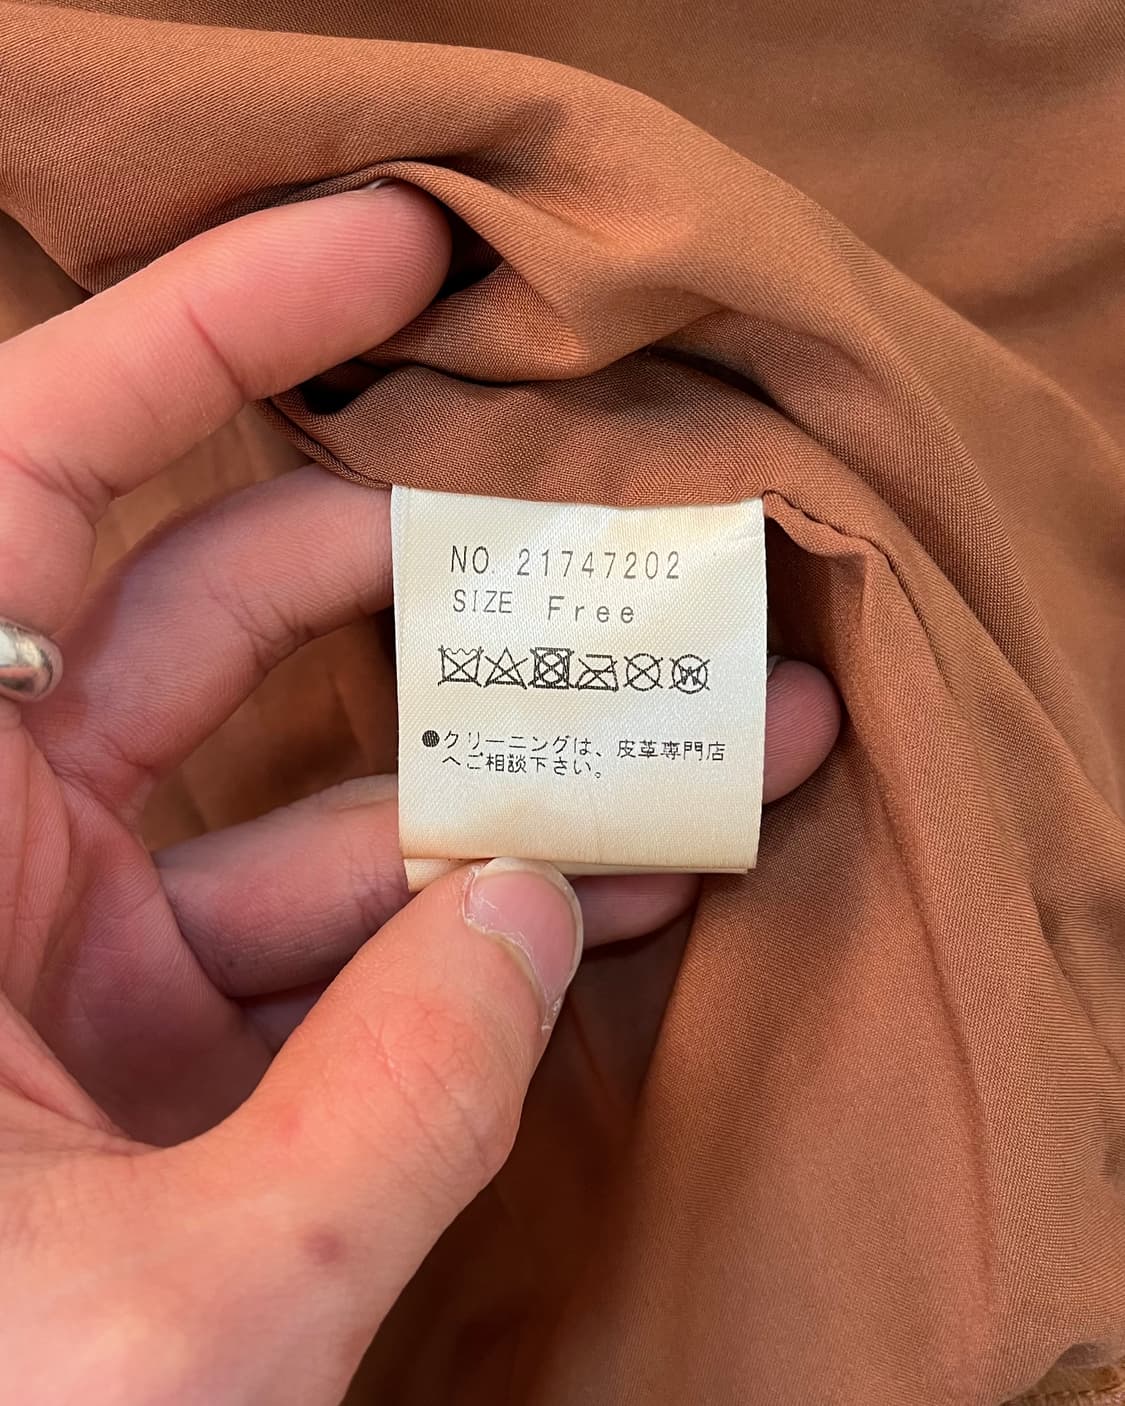 NO. 21747202
SIZE Free
W
●クリーニングは、皮革専門店
へご相談下さい。